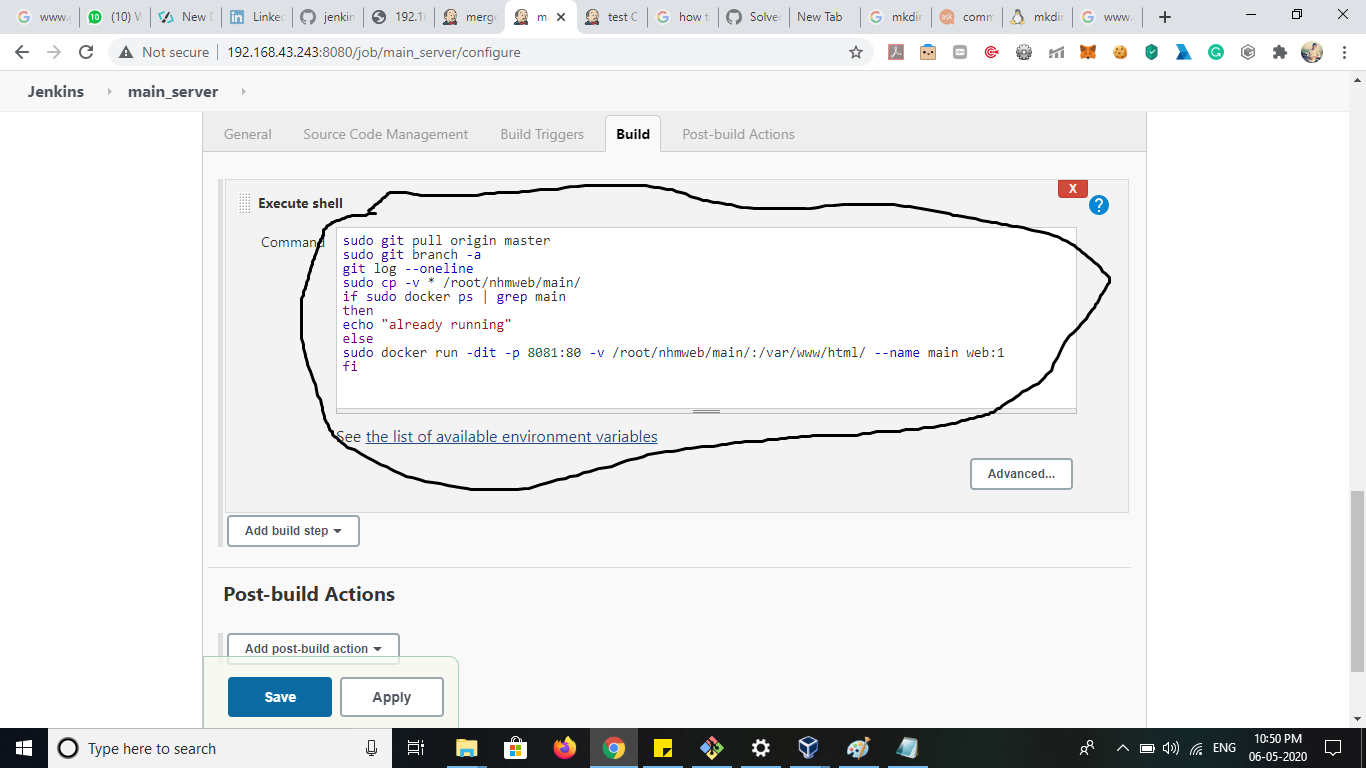 www.
(10) W
New D
Linke
jenkin
192.1
merge
m
test C
how t
Solve
New Tab
mkdir
ask
comm
mkdir
www.
Not secure
192.168.43.243:8080/job/main_server/configure
Jenkins main_server
General Source Code Management Build Triggers Build Post-build Actions
Execute shell
X
?
Command
sudo git pull origin master
sudo git branch -a
git log --oneline
sudo cp -v * /root/nhmweb/main/
if sudo docker ps | grep main
then
echo "already running"
else
sudo docker run -dit -p 8081:80 -v /root/nhmweb/main/:/var/www/html/ --name main web:1
fi
See the list of available environment variables
Advanced...
Add build step
Post-build Actions
Add post-build action
Save Apply
Type here to search
ENG
10:50 PM
06-05-2020